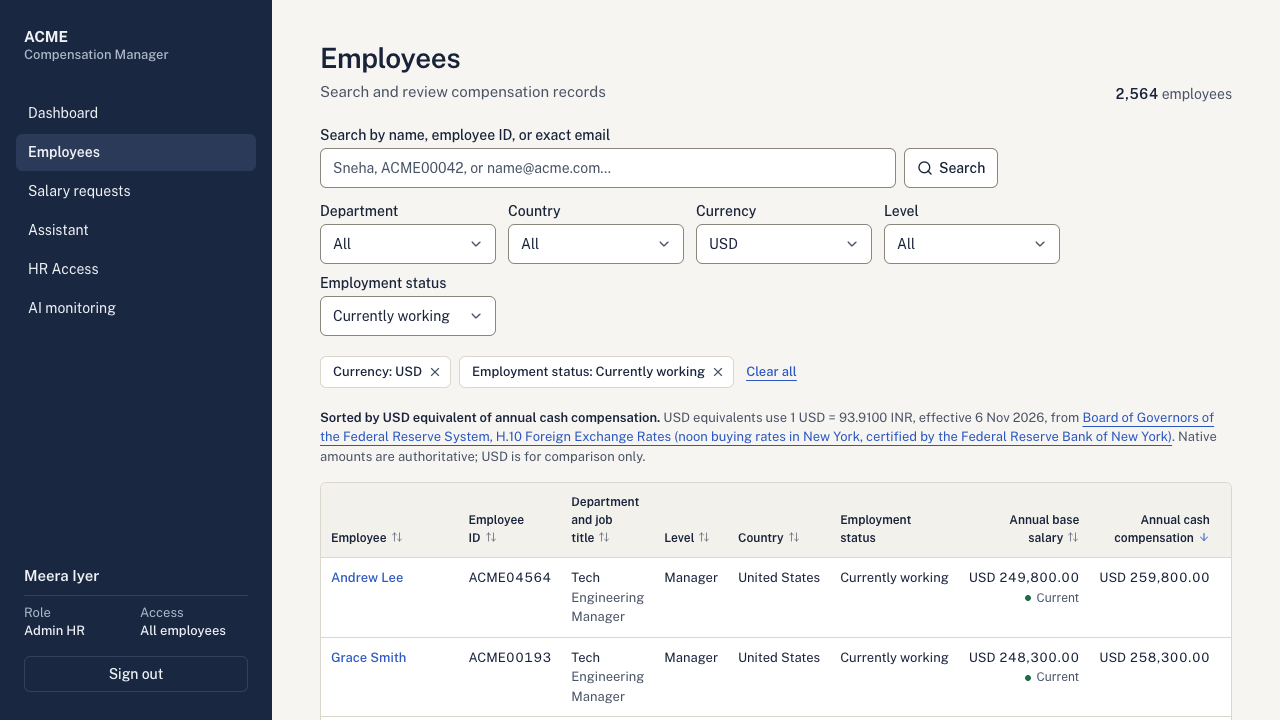 ACME
Compensation Manager
Dashboard
Employees
Salary requests
Assistant
HR Access
AI monitoring
Meera Iyer
Role
Access
Admin HR
All employees
Sign out
Employees
Search and review compensation records
2,564 employees
Search by name, employee ID, or exact email
Sneha, ACME00042, or name@acme.com...
Search
Department
Country
Currency
Level
All
All
USD
All
Employment status
Currently working
Currency: USD
Employment status: Currently working
Clear all
Sorted by USD equivalent of annual cash compensation. USD equivalents use 1 USD = 93.9100 INR, effective 6 Nov 2026, from Board of Governors of
the Federal Reserve System, H.10 Foreign Exchange Rates (noon buying rates in New York, certified by the Federal Reserve Bank of New York). Native
amounts are authoritative; USD is for comparison only.
Employee
Employee
ID
Department
and job
title
Level
Country
Employment
status
Annual base
salary
Annual cash
compensation
Andrew Lee
ACME04564
Tech
Engineering
Manager
Manager
United States
Currently working
USD 249,800.00
Current
USD 259,800.00
Grace Smith
ACME00193
Tech
Engineering
Manager
Manager
United States
Currently working
USD 248,300.00
Current
USD 258,300.00